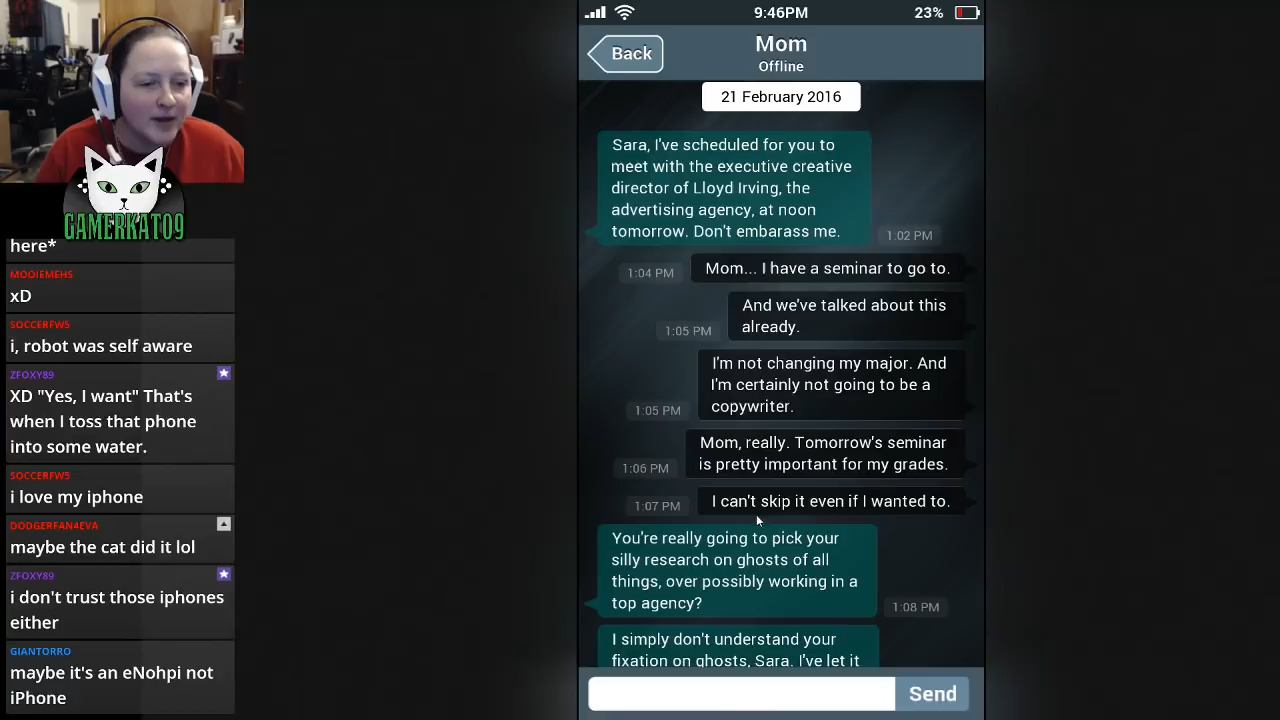 GAMERKAT09
here*
MOOIEMEHS
xD
SOCCERFW5
i, robot was self aware
ZFOXY89
XD "Yes, I want" That's
when I toss that phone
into some water.
SOCCERFW5
i love my iphone
DODGERFAN4EVA
maybe the cat did it lol
ZFOXY89
i don't trust those iphones
either
GIANTORRO
maybe it's an eNohpi not
iPhone
9:46PM
23%
Back
Mom
Offline
21 February 2016
Sara, I've scheduled for you to
meet with the executive creative
director of Lloyd Irving, the
advertising agency, at noon
tomorrow. Don't embarass me.
1:02 PM
1:04 PM
Mom... I have a seminar to go to.
And we've talked about this
already.
1:05 PM
I'm not changing my major. And
I'm certainly not going to be a
copywriter.
1:05 PM
Mom, really. Tomorrow's seminar
is pretty important for my grades.
1:06 PM
1:07 PM
I can't skip it even if I wanted to.
You're really going to pick your
silly research on ghosts of all
things, over possibly working in a
top agency?
1:08 PM
I simply don't understand your
fixation on ghosts, Sara. I've let it
Send